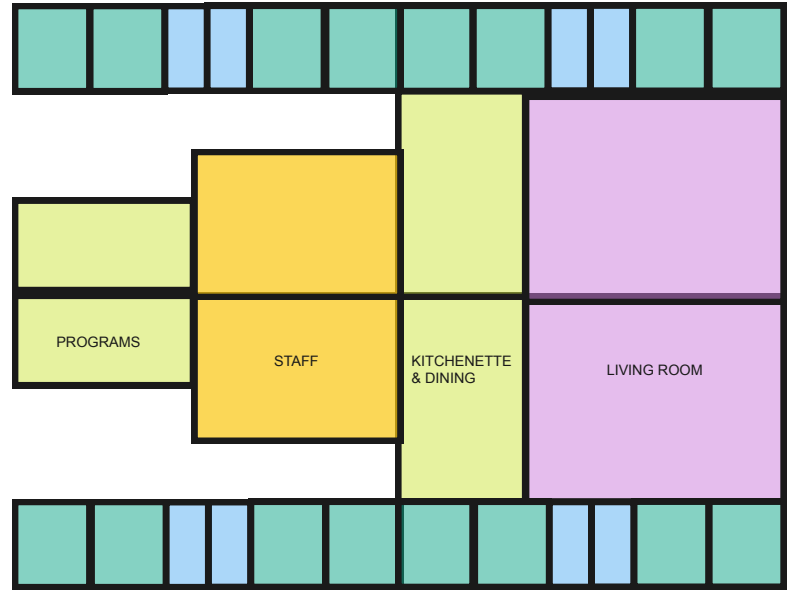 PROGRAMS
STAFF
KITCHENETTE
& DINING
LIVING ROOM